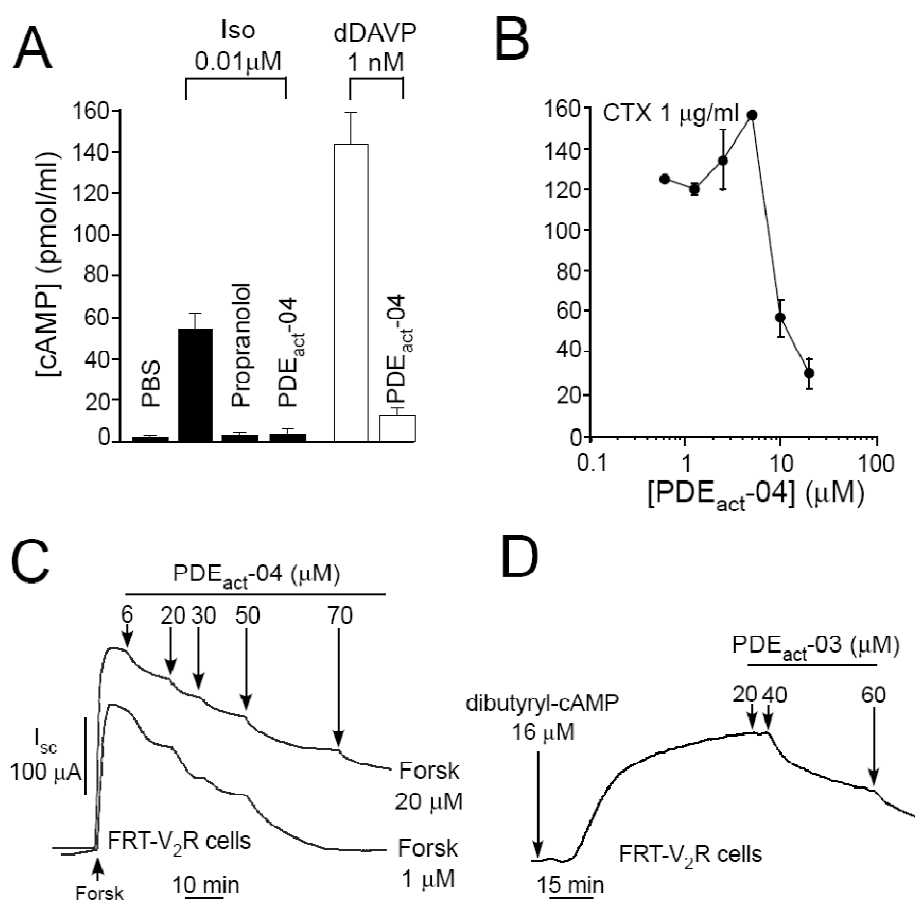 A
Iso
0.01µM
dDAVP
1 nM
[cAMP] (pmol/ml)
160
140
120
100
80
60
40
20
0
PBS
Propranolol
PDEact-04
PDEact-04
B
CTX 1 µg/ml
160
140
120
100
80
60
40
20
0
0.1
1
10
100
[PDEact-04] (µM)
C
PDEact-04 (µM)
6
20
30
50
70
Isc
100 µA
Forsk
20 µM
FRT-V2R cells
Forsk
1 µM
Forsk
10 min
D
PDEact-03 (µM)
20
40
60
dibutyryl-cAMP
16 µM
FRT-V2R cells
15 min